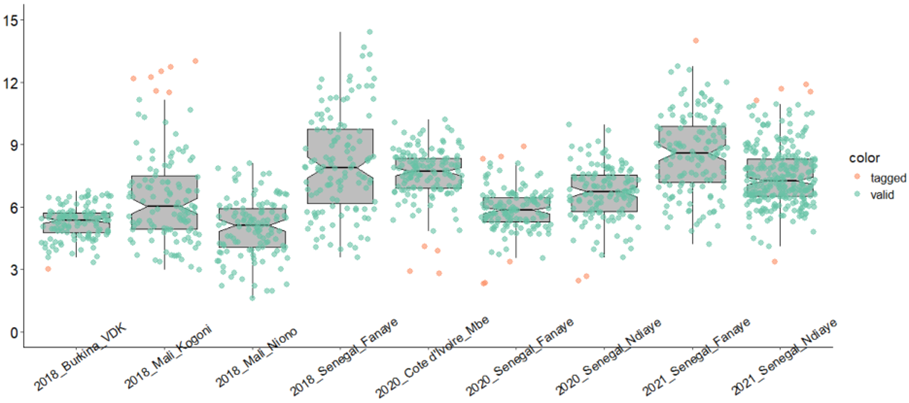 15
12
9
6
3
0
2018_Burkina_VDK
2018_Mali_Kogoni
2018_Mali_Niono
2018_Senegal_Fanaye
2020_Cote d'Ivoire_Mbe
2020_Senegal_Fanaye
2020_Senegal_Ndiaye
2021_Senegal_Fanaye
2021_Senegal_Ndiaye
color
tagged
valid